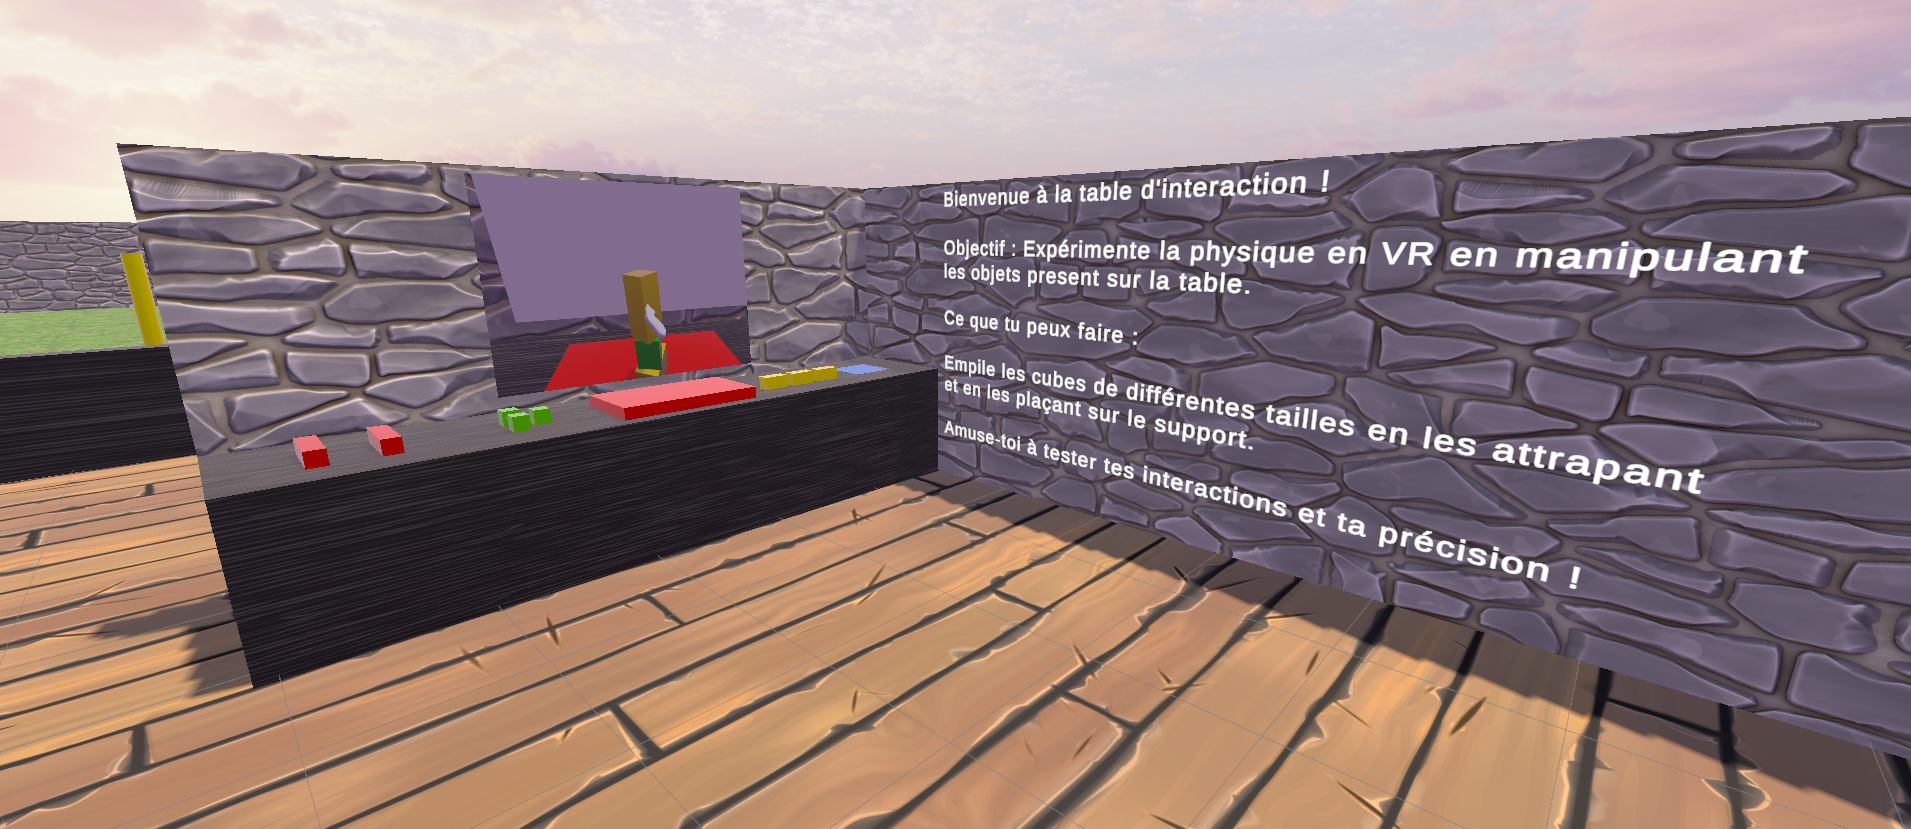 Bienvenue à la table d'interaction !
Objectif : Expérimente la physique en VR en manipulant
les objets present sur la table.
Ce que tu peux faire :
Empile les cubes de différentes tailles en les attrapant
et en les plaçant sur le support.
Amuse-toi à tester tes interactions et ta précision !